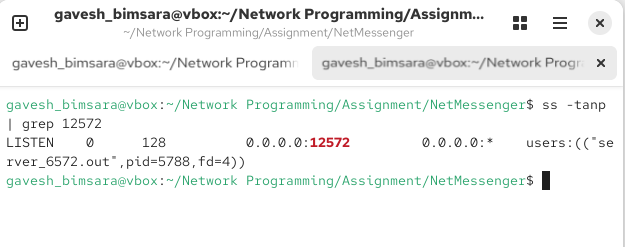 gavesh_bimsara@vbox:~/Network Programming/Assignm...
~/Network Programming/Assignment/NetMessenger
gavesh_bimsara@vbox:~/Network Programm
gavesh_bimsara@vbox:~/Network Progra
gavesh_bimsara@vbox:~/Network Programming/Assignment/NetMessenger$ ss -tanp
| grep 12572
LISTEN 0 128 0.0.0.0:12572 0.0.0.0:* users:(("se
rver_6572.out",pid=5788,fd=4))
gavesh_bimsara@vbox:~/Network Programming/Assignment/NetMessenger$